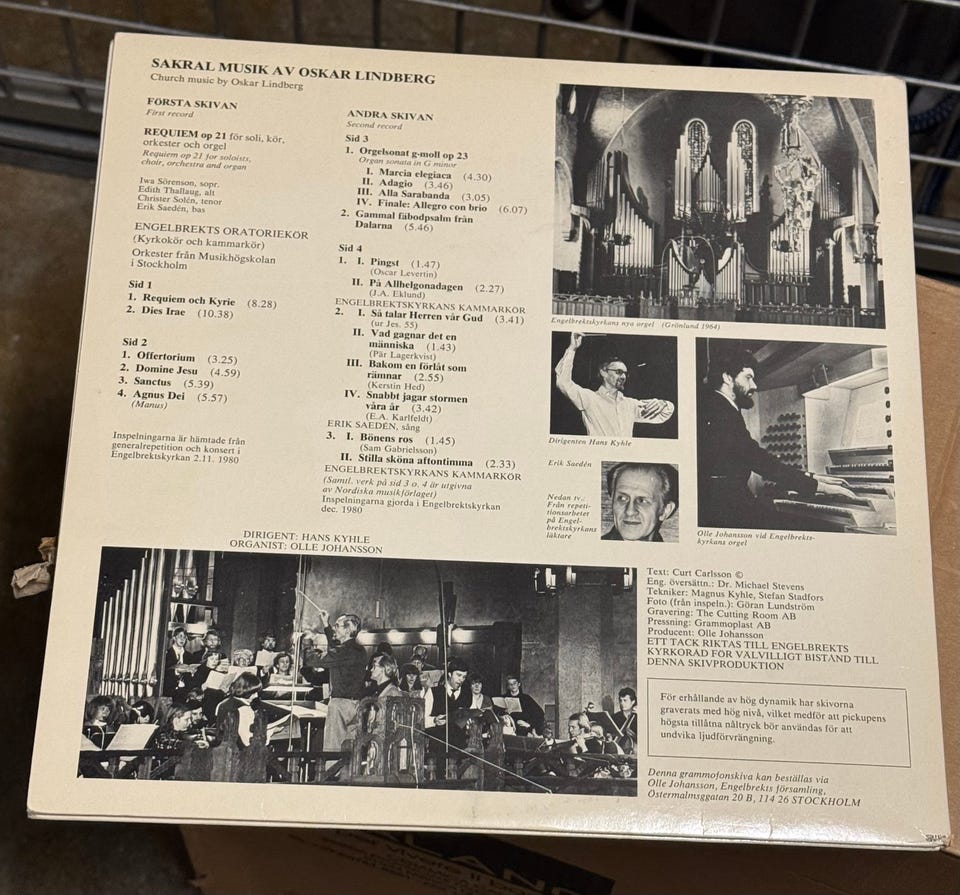 SAKRAL MUSIK AV OSKAR LINDBERG
Church music by Oskar Lindberg
FÖRSTA SKIVAN
First record
REQUIEM op 21 för soli, kör,
orkester och orgel
Requiem op 21 for soloists,
choir, orchestra and organ
Iwa Sörenson, sopr.
Edith Thallaug, alt
Christer Solén, tenor
Erik Saedén, bas
ENGELBREKTS ORATORIEKÖR
(Kyrkokör och kammarkör)
Orkester från Musikhögskolan
i Stockholm
Sid 1
1. Requiem och Kyrie (8.28)
2. Dies Irae (10.38)
Sid 2
1. Offertorium (3.25)
2. Domine Jesu (4.59)
3. Sanctus (5.39)
4. Agnus Dei (5.57)
(Manus)
Inspelningarna är hämtade från
generalrepetition och konsert i
Engelbrektskyrkan 2.11. 1980
ANDRA SKIVAN
Second record
Sid 3
1. Orgelsonat g-moll op 23
Organ sonata in G minor
I. Marcia elegiaca (4.30)
II. Adagio (3.46)
III. Alla Sarabanda (3.05)
IV. Finale: Allegro con brio (6.07)
2. Gammal fäbodpsalm från
Dalarna (5.46)
Sid 4
1. I. Pingst (1.47)
(Oscar Levertin)
II. På Allhelgonadagen (2.27)
(J.A. Eklund)
ENGELBREKTSKYRKANS KAMMARKÖR
2. I. Så talar Herren vår Gud (3.41)
(ur Jes. 55)
II. Vad gagnar det en
människa (1.43)
(Pär Lagerkvist)
III. Bakom en förlåt som
rämnar (2.55)
(Kerstin Hed)
IV. Snabbt jagar stormen
våra år (3.42)
(E.A. Karlfeldt)
ERIK SAEDÉN, sång
3. I. Bönens ros (1.45)
(Sam Gabrielsson)
II. Stilla sköna aftontimma (2.33)
ENGELBREKTSKYRKANS KAMMARKÖR
(Samtl. verk på sid 3 o. 4 är utgivna
av Nordiska musikförlaget)
Inspelningarna gjorda i Engelbrektskyrkan
dec. 1980
DIRIGENT: HANS KYHLE
ORGANIST: OLLE JOHANSSON
Engelbrektskyrkans nya orgel (Grönlund 1964)
Dirigenten Hans Kyhle
Erik Saedén
Nedan tv.:
Från repeti-
tionsarbetet
på Engel-
brektskyrkans
läktare
Olle Johansson vid Engelbrekts-
kyrkans orgel
Text: Curt Carlsson ©
Eng. översättn.: Dr. Michael Stevens
Tekniker: Magnus Kyhle, Stefan Stadfors
Foto (från inspeln.): Göran Lundström
Gravering: The Cutting Room AB
Pressning: Grammoplast AB
Producent: Olle Johansson
ETT TACK RIKTAS TILL ENGELBREKTS
KYRKORÅD FÖR VÄLVILLIGT BISTÅND TILL
DENNA SKIVPRODUKTION
För erhållande av hög dynamik har skivorna
graverats med hög nivå, vilket medför att pickupens
högsta tillåtna nåltryck bör användas för att
undvika ljudförvrängning.
Denna grammofonskiva kan beställas via
Olle Johansson, Engelbrekts församling,
Östermalmsgatan 20 B, 114 26 STOCKHOLM